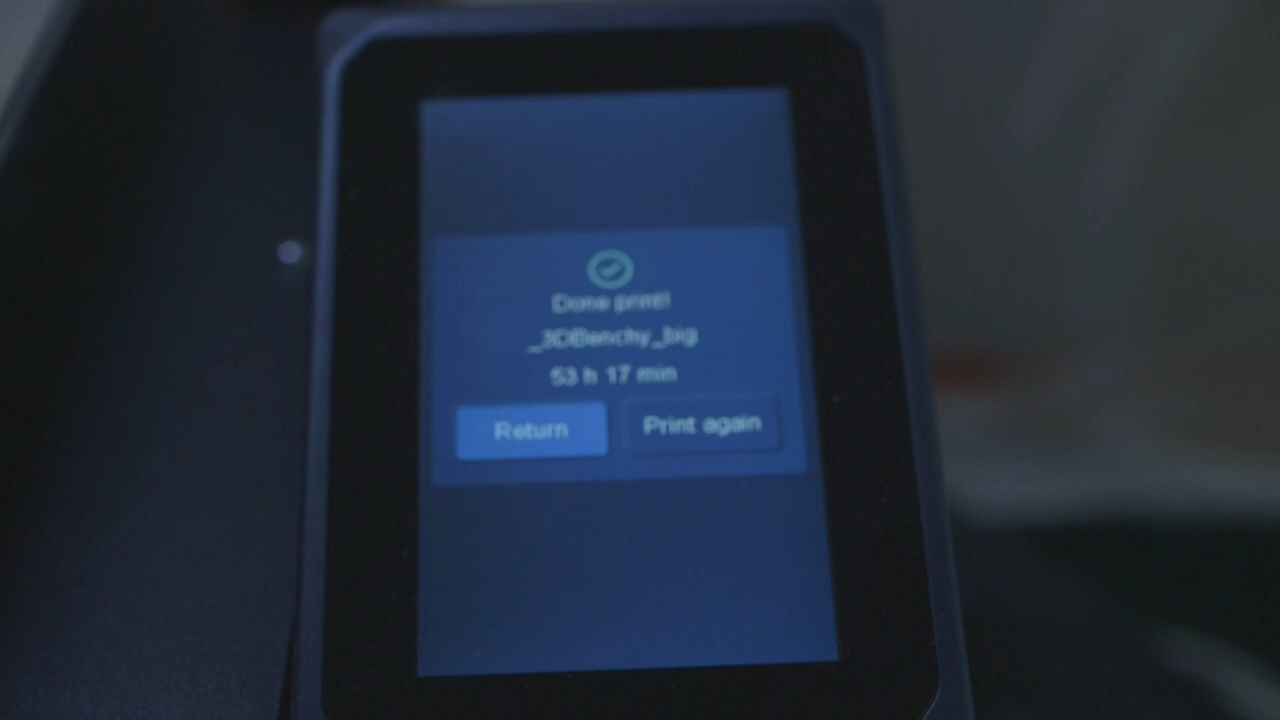 Done print!
_3DBenchy_big
53 h 17 min
Return
Print again